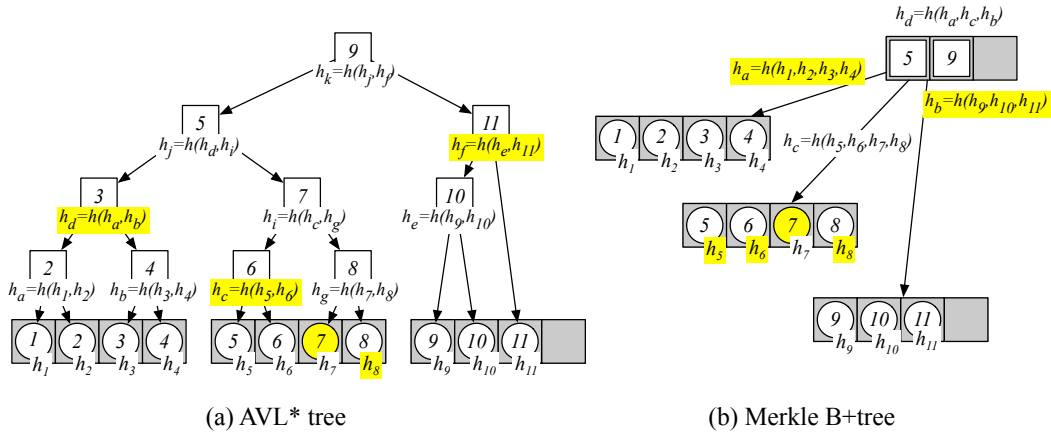 9
h_k=h(h_j,h_f)
5
h_j=h(h_d,h_i)
11
h_f=h(h_e,h_11)
3
h_d=h(h_a,h_b)
7
h_i=h(h_c,h_g)
10
h_e=h(h_9,h_10)
2
h_a=h(h_1,h_2)
4
h_b=h(h_3,h_4)
6
h_c=h(h_5,h_6)
8
h_g=h(h_7,h_8)
1 2 3 4
h_1 h_2 h_3 h_4
5 6 7 8
h_5 h_6 h_7 h_8
9 10 11
h_9 h_10 h_11
(a) AVL* tree
h_d=h(h_a,h_c,h_b)
5 9
h_a=h(h_1,h_2,h_3,h_4)
h_b=h(h_9,h_10,h_11)
1 2 3 4
h_1 h_2 h_3 h_4
h_c=h(h_5,h_6,h_7,h_8)
5 6 7 8
h_5 h_6 h_7 h_8
9 10 11
h_9 h_10 h_11
(b) Merkle B+tree